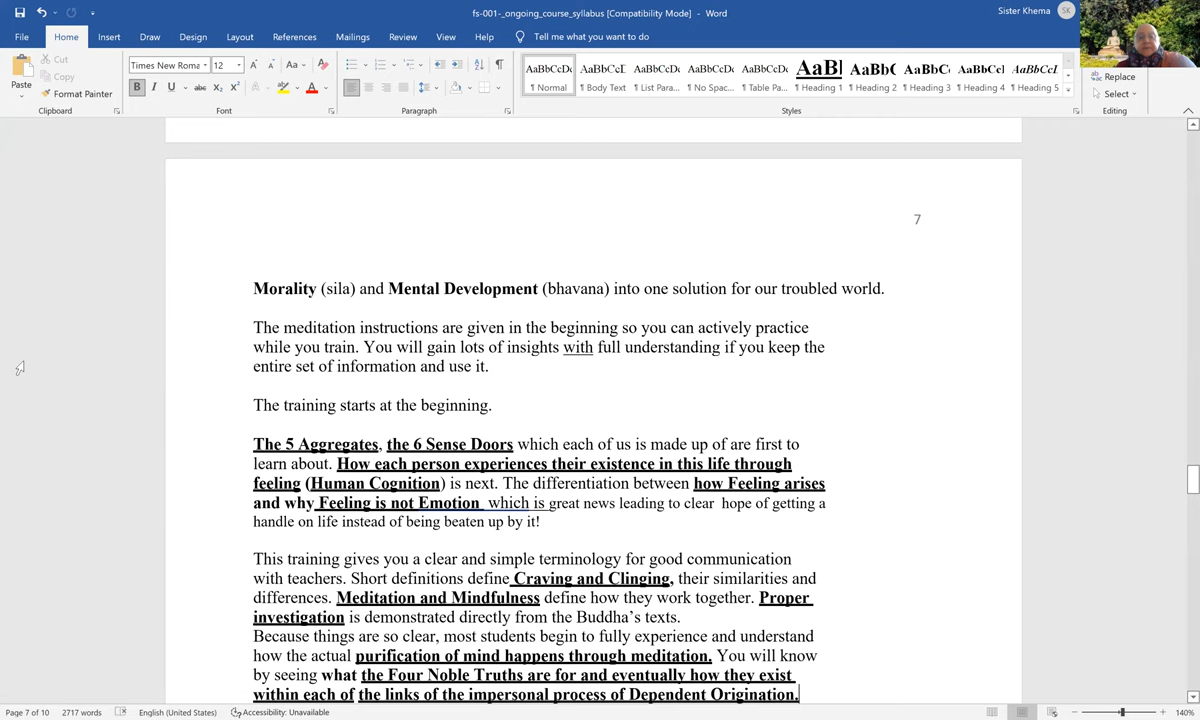 fs-001-_ongoing_course_syllabus [Compatibility Mode] - Word
Sister Khema SK
File Home Insert Draw Design Layout References Mailings Review View Help Tell me what you want to do
Paste
Cut
Copy
Format Painter
Clipboard
Times New Roma 12
Font
Paragraph
AaBbCcDc AaBbCcD AaBbCcDc AaBbCcDc AaBbCcDc AaBl AaBb( AaBbC AaBbCcl AaBbCcL
¶ Normal ¶ Body Text ¶ List Para... ¶ No Spac... ¶ Table Pa... ¶ Heading 1 ¶ Heading 2 ¶ Heading 3 ¶ Heading 4 ¶ Heading 5
Styles
Replace
Select
Editing
7
Morality (sila) and Mental Development (bhavana) into one solution for our troubled world.
The meditation instructions are given in the beginning so you can actively practice
while you train. You will gain lots of insights with full understanding if you keep the
entire set of information and use it.
The training starts at the beginning.
The 5 Aggregates, the 6 Sense Doors which each of us is made up of are first to
learn about. How each person experiences their existence in this life through
feeling (Human Cognition) is next. The differentiation between how Feeling arises
and why Feeling is not Emotion which is great news leading to clear hope of getting a
handle on life instead of being beaten up by it!
This training gives you a clear and simple terminology for good communication
with teachers. Short definitions define Craving and Clinging, their similarities and
differences. Meditation and Mindfulness define how they work together. Proper
investigation is demonstrated directly from the Buddha's texts.
Because things are so clear, most students begin to fully experience and understand
how the actual purification of mind happens through meditation. You will know
by seeing what the Four Noble Truths are for and eventually how they exist
within each of the links of the impersonal process of Dependent Origination.
Page 7 of 10 2717 words English (United States) Accessibility: Unavailable 140%